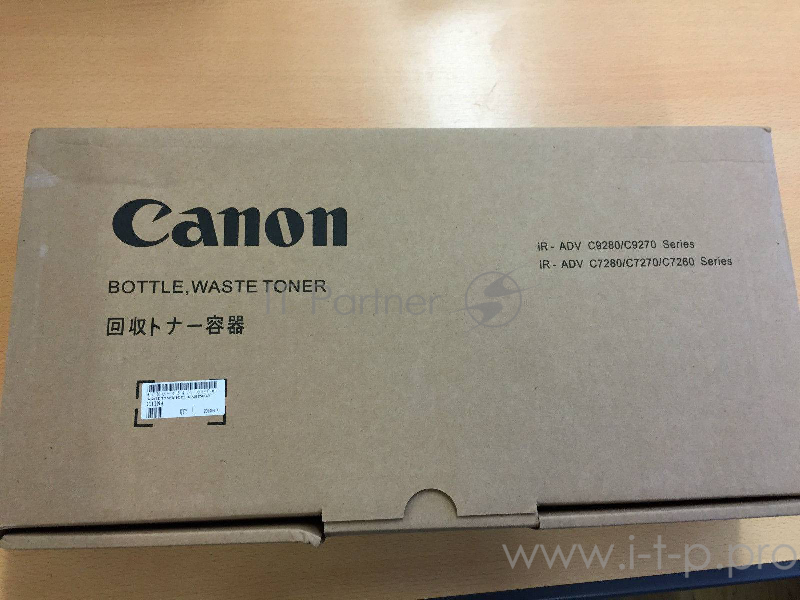 Canon
iR - ADV C9280/C9270 Series
iR - ADV C7280/C7270/C7260 Series
BOTTLE, WASTE TONER
IT Partner
回収トナー容器
www.i-t-p.pro